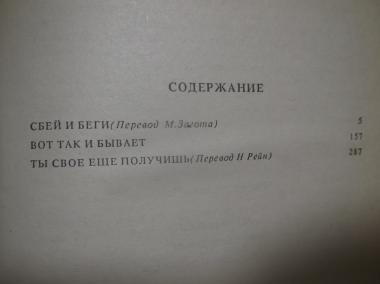 СОДЕРЖАНИЕ
СБЕЙ И БЕГИ (Перевод М. Загота) 5
ВОТ ТАК И БЫВАЕТ 157
ТЫ СВОЕ ЕЩЕ ПОЛУЧИШЬ (Перевод Н Рейн) 287